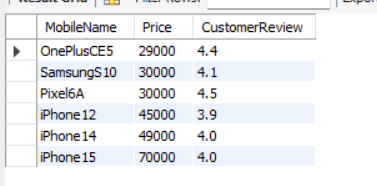 Result Grid Filter Rows: Expor
MobileName Price CustomerReview
OnePlusCE5 29000 4.4
SamsungS10 30000 4.1
Pixel6A 30000 4.5
iPhone12 45000 3.9
iPhone14 49000 4.0
iPhone15 70000 4.0